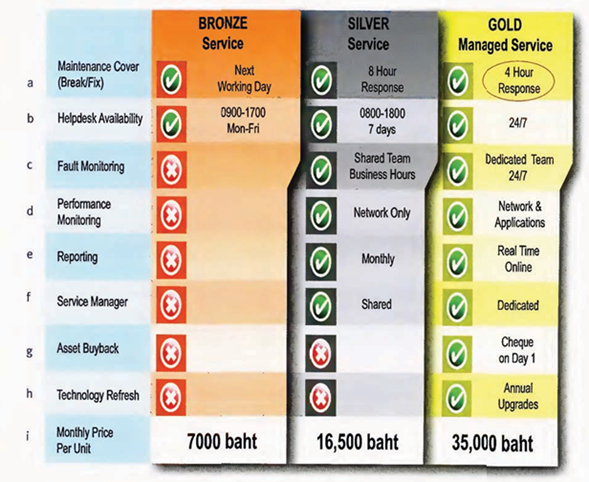 BRONZE
Service
SILVER
Service
GOLD
Managed Service
a Maintenance Cover
(Break/Fix)
Next
Working Day
8 Hour
Response
4 Hour
Response
b Helpdesk Availability
0900-1700
Mon-Fri
0800-1800
7 days
24/7
c Fault Monitoring
Shared Team
Business Hours
Dedicated Team
24/7
d Performance
Monitoring
Network Only
Network &
Applications
e Reporting
Monthly
Real Time
Online
f Service Manager
Shared
Dedicated
g Asset Buyback
Cheque
on Day 1
h Technology Refresh
Annual
Upgrades
i Monthly Price
Per Unit
7000 baht
16,500 baht
35,000 baht